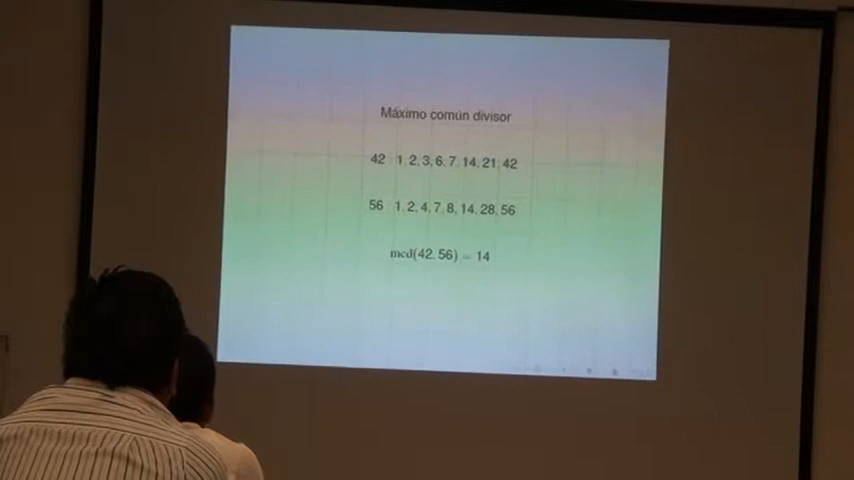 Máximo común divisor
42 : 1, 2, 3, 6, 7, 14, 21, 42
56 : 1, 2, 4, 7, 8, 14, 28, 56
mcd(42, 56) = 14